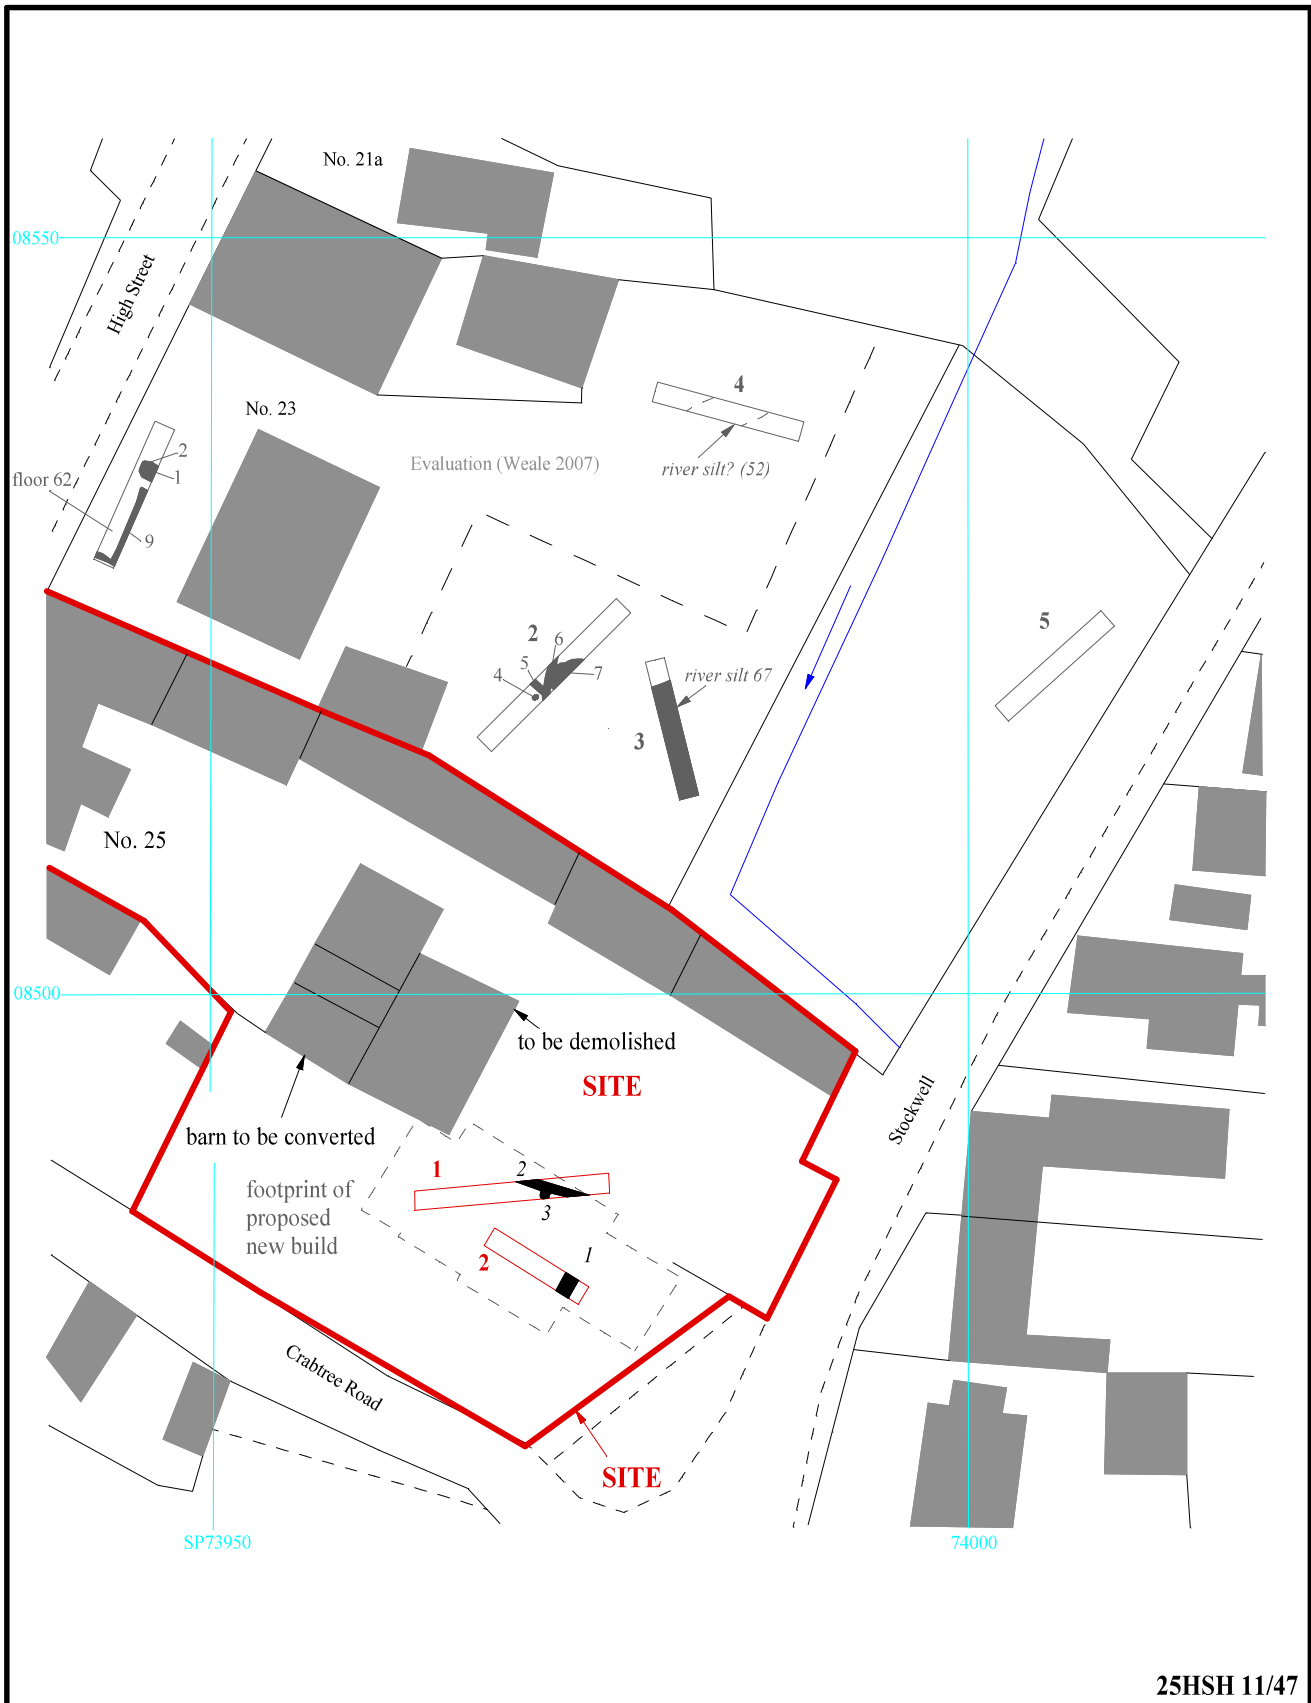 No. 21a
08550
High Street
4
No. 23
2
Evaluation (Weale 2007)
river silt? (52)
1
floor 62
9
5
2
6
5
4
7
river silt 67
3
No. 25
08500
to be demolished
SITE
Stockwell
barn to be converted
1
2
footprint of
proposed
new build
3
2
1
Crabtree Road
SITE
SP73950
74000
25HSH 11/47